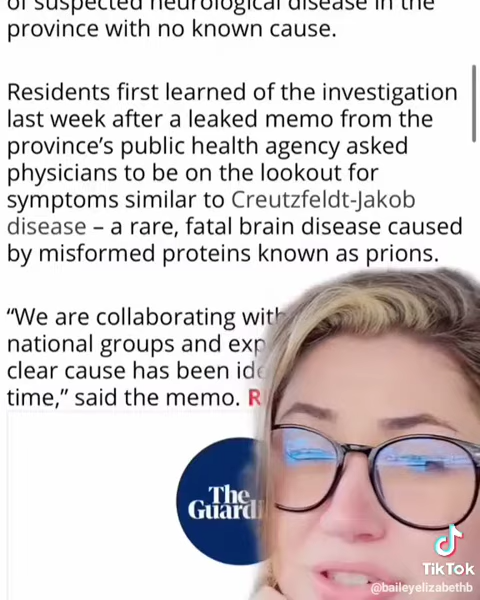 of suspected neurological disease in the
province with no known cause.
Residents first learned of the investigation
last week after a leaked memo from the
province's public health agency asked
physicians to be on the lookout for
symptoms similar to Creutzfeldt-Jakob
disease – a rare, fatal brain disease caused
by misformed proteins known as prions.
“We are collaborating with
national groups and exp
clear cause has been ide
time,” said the memo. R
The
Guardi
TikTok
@baileyelizabethb